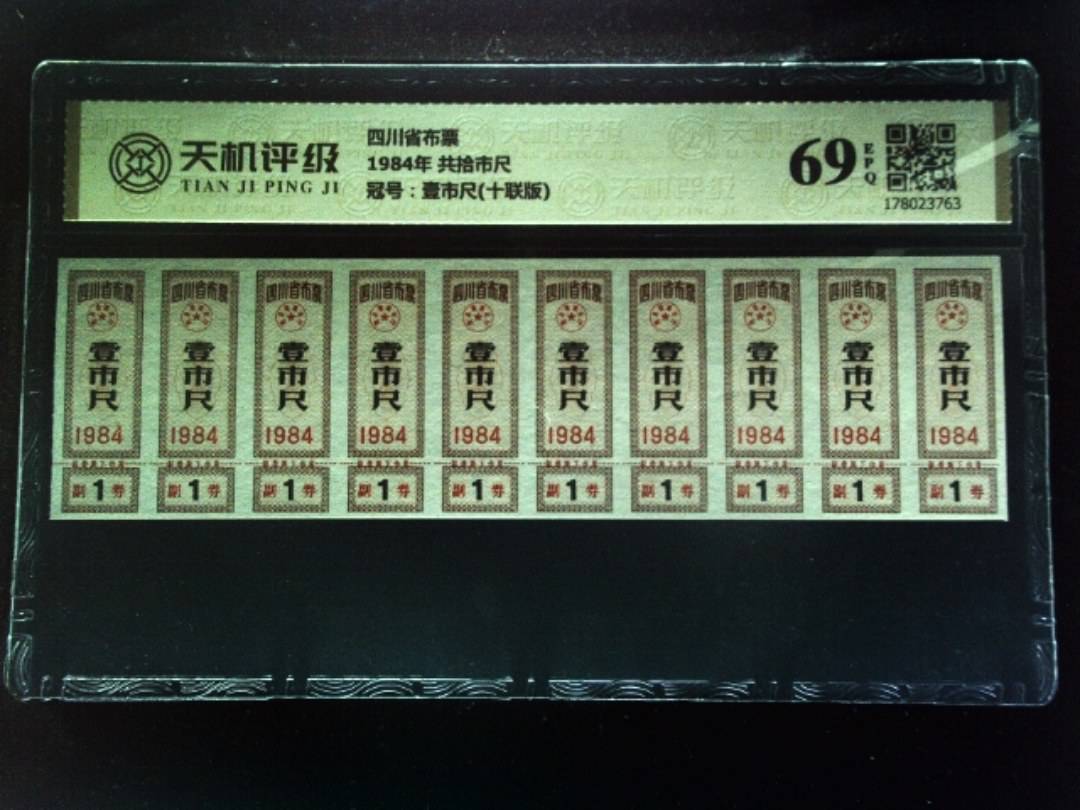 天机评级
TIAN JI PING JI
四川省布票
1984年 共拾市尺
冠号：壹市尺(十联版)
69
EPQ
178023763
四川省布票 四川省布票 四川省布票 四川省布票 四川省布票 四川省布票 四川省布票 四川省布票 四川省布票 四川省布票
壹市尺 壹市尺 壹市尺 壹市尺 壹市尺 壹市尺 壹市尺 壹市尺 壹市尺 壹市尺
1984 1984 1984 1984 1984 1984 1984 1984 1984 1984
副1券 副1券 副1券 副1券 副1券 副1券 副1券 副1券 副1券 副1券